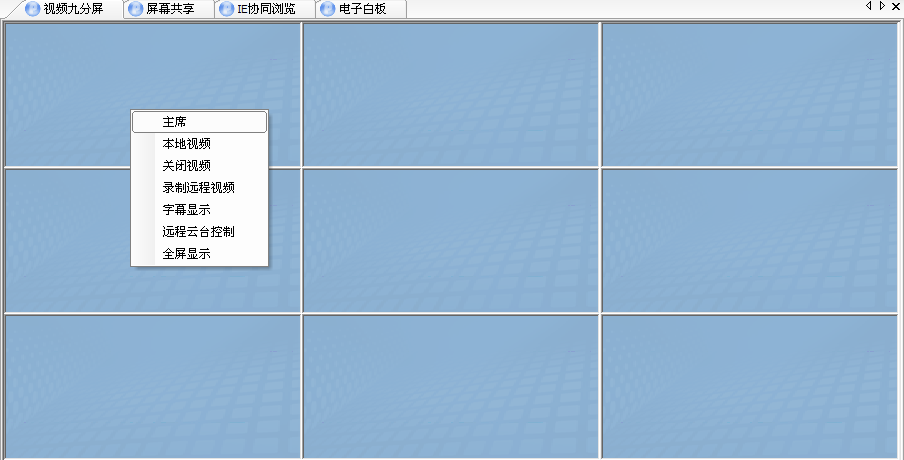 视频九分屏 屏幕共享 IE协同浏览 电子白板
主席
本地视频
关闭视频
录制远程视频
字幕显示
远程云台控制
全屏显示